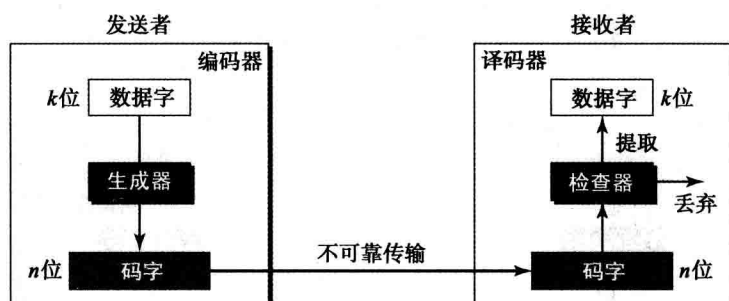 发送者
接收者
编码器
译码器
k位
数据字
数据字
k位
提取
生成器
检查器
丢弃
不可靠传输
n位
码字
码字
n位